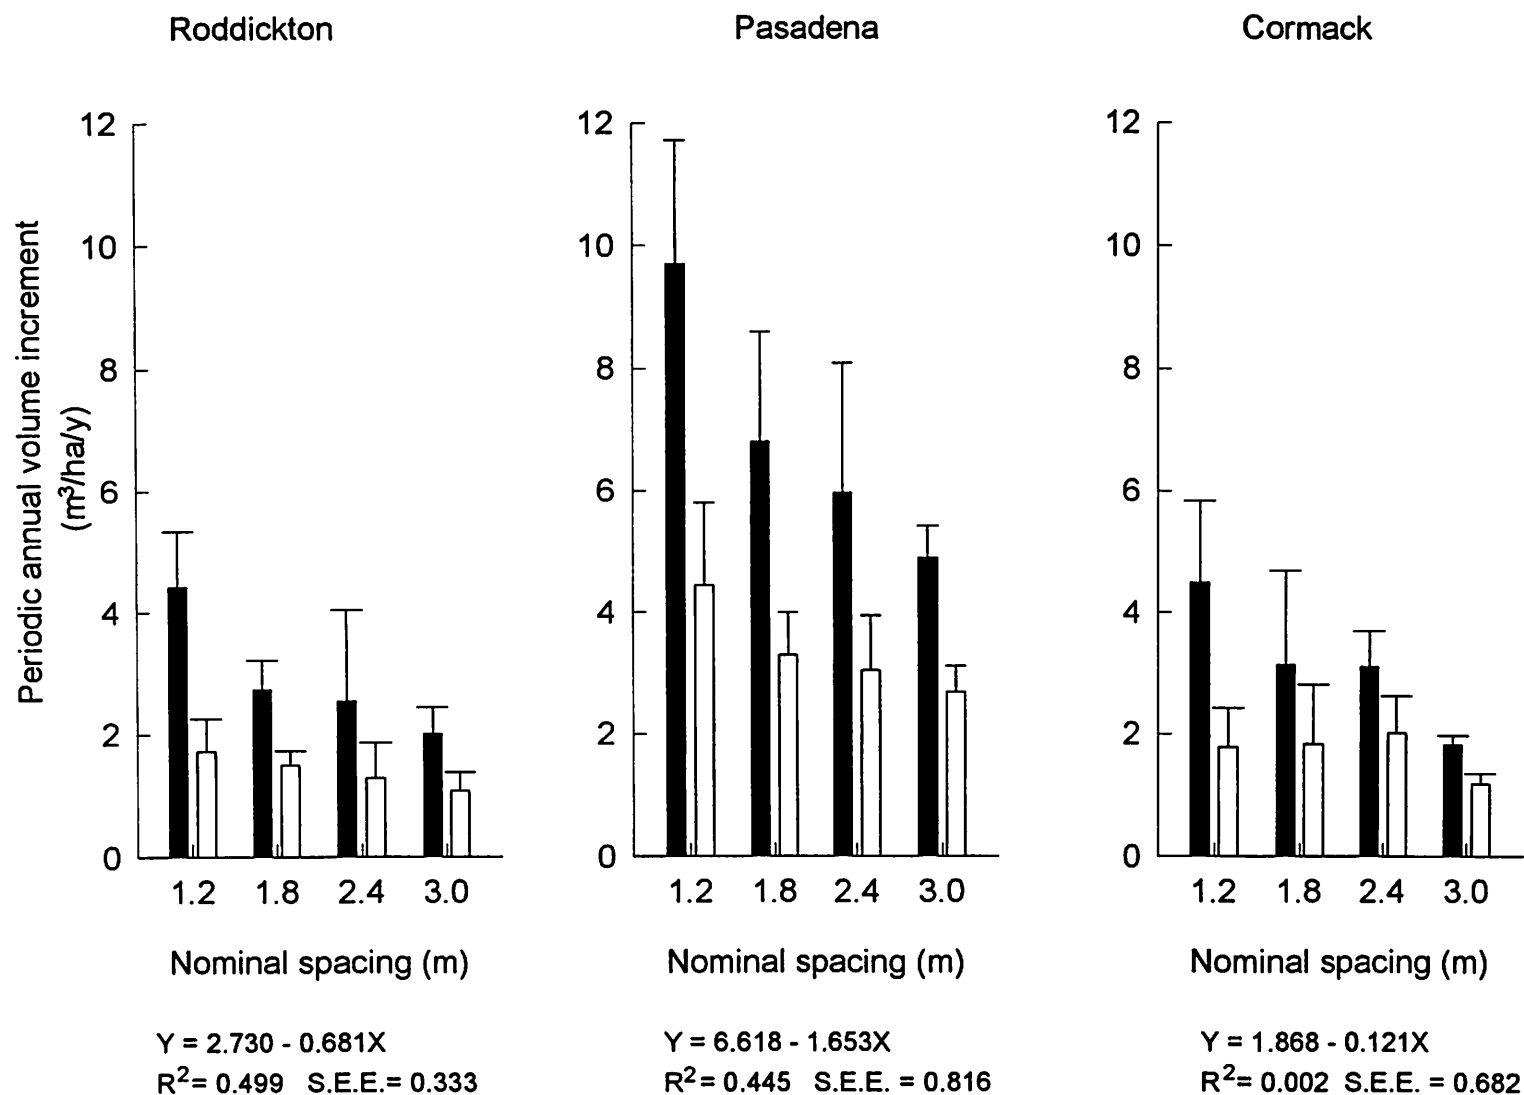 Roddickton Pasadena Cormack
Periodic annual volume increment
(m³/ha/y)
12
10
8
6
4
2
0
1.2 1.8 2.4 3.0
Nominal spacing (m)
Y = 2.730 - 0.681X
R²= 0.499 S.E.E.= 0.333
12
10
8
6
4
2
0
1.2 1.8 2.4 3.0
Nominal spacing (m)
Y = 6.618 - 1.653X
R²= 0.445 S.E.E. = 0.816
12
10
8
6
4
2
0
1.2 1.8 2.4 3.0
Nominal spacing (m)
Y = 1.868 - 0.121X
R²= 0.002 S.E.E. = 0.682